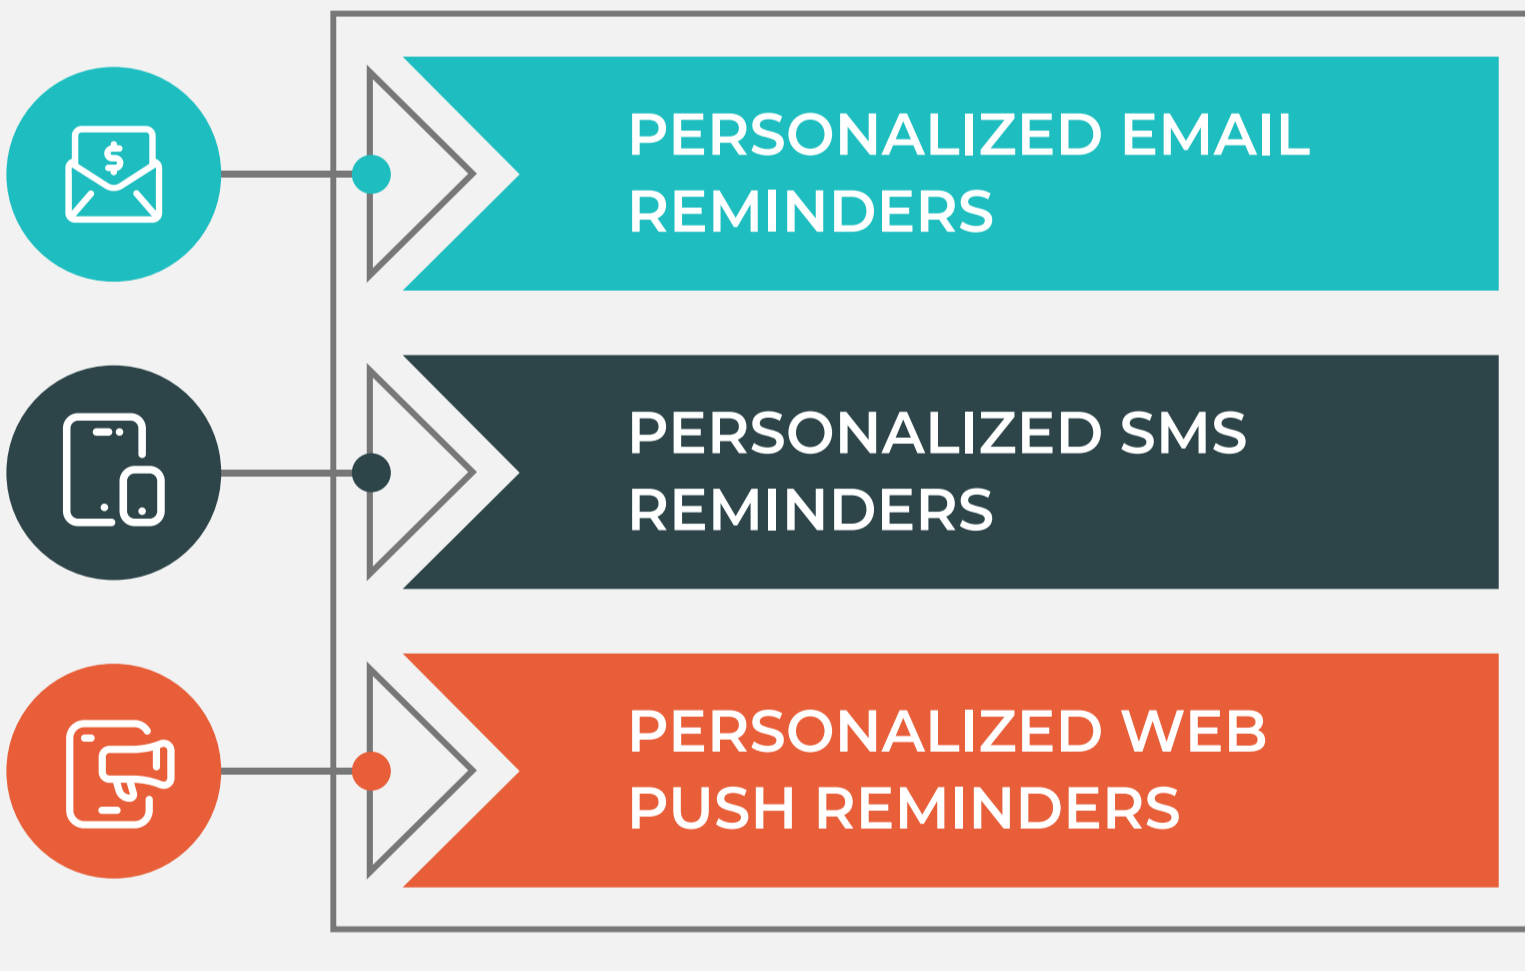 $
PERSONALIZED EMAIL
REMINDERS
PERSONALIZED SMS
REMINDERS
PERSONALIZED WEB
PUSH REMINDERS